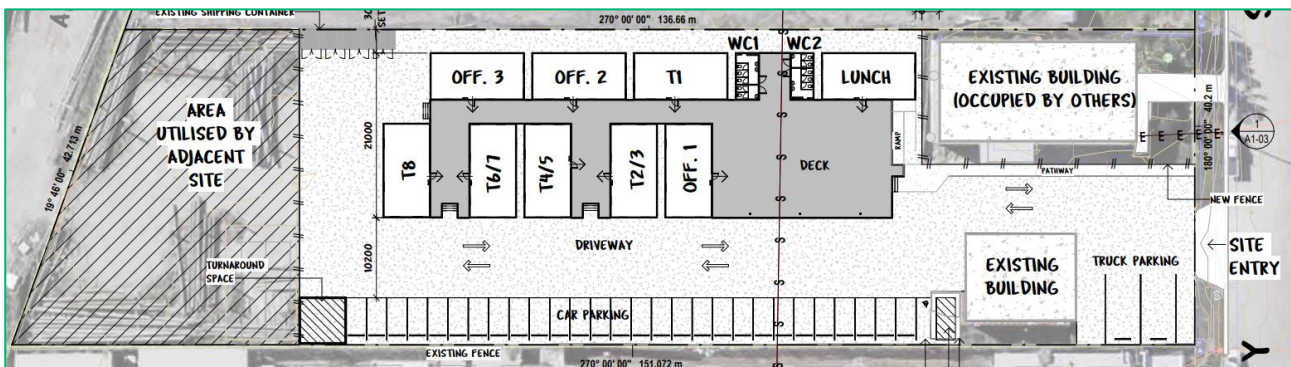 EXISTING SHIPPING CONTAINER
270° 00' 00" 136.66 m
WC1
WC2
OFF. 3
OFF. 2
T1
LUNCH
EXISTING BUILDING
(OCCUPIED BY OTHERS)
AREA
UTILISED BY
ADJACENT
SITE
19° 46' 00" 42.713 m
21000
T8
T6/7
T4/5
T2/3
OFF. 1
DECK
RAMP
S
S
S
S
S
E E E E E
180° 00' 00" 40.2 m
1
A1-03
PATHWAY
NEW FENCE
DRIVEWAY
10200
TURNAROUND
SPACE
CAR PARKING
EXISTING
BUILDING
TRUCK PARKING
SITE
ENTRY
EXISTING FENCE
270° 00' 00" 151.072 m
Y